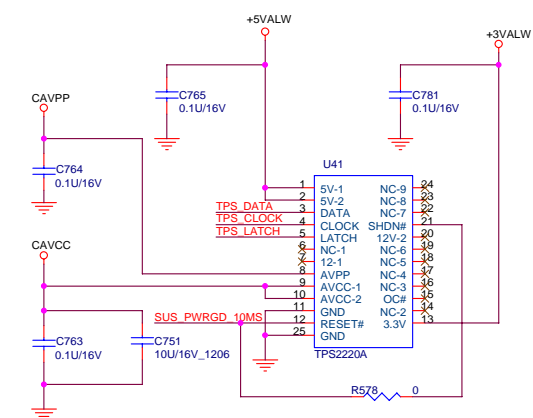 +5VALW
+3VALW
CAVPP
C765
0.1U/16V
C781
0.1U/16V
C764
0.1U/16V
CAVCC
C763
0.1U/16V
C751
10U/16V_1206
U41
TPS_DATA
TPS_CLOCK
TPS_LATCH
SUS_PWRGD_10MS
1 5V-1 NC-9 24
2 5V-2 NC-8 23
3 DATA NC-7 22
4 CLOCK SHDN# 21
5 LATCH 12V-2 20
6 NC-1 NC-6 19
7 12-1 NC-5 18
8 AVPP NC-4 17
9 AVCC-1 NC-3 16
10 AVCC-2 OC# 15
11 GND NC-2 14
12 RESET# 3.3V 13
25 GND
TPS2220A
R578 0